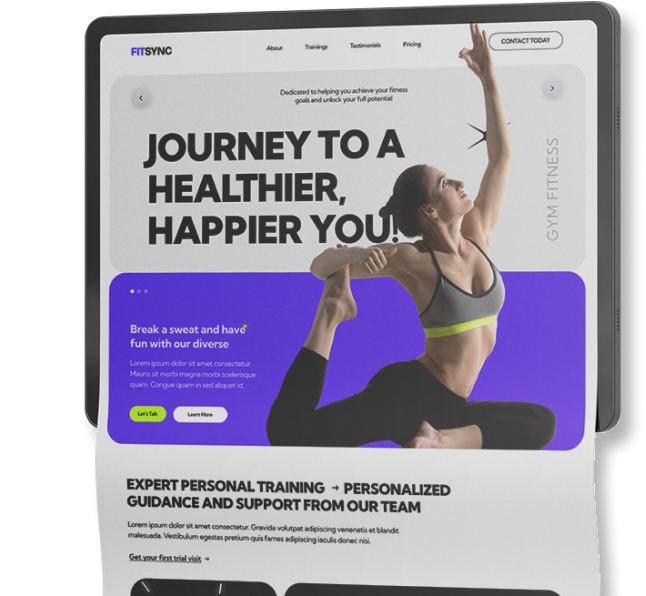 FITSYNC
About
Trainings
Testimonials
Pricing
CONTACT TODAY
Dedicated to helping you achieve your fitness
goals and unlock your full potential
JOURNEY TO A
HEALTHIER,
HAPPIER YOU!
GYM FITNESS
Break a sweat and have
fun with our diverse
Lorem ipsum dolor sit amet consectetur.
Mauris sit morbi magna morbi scelerisque
quam. Congue quam in sed aliquet id.
Let's Talk
Learn More
EXPERT PERSONAL TRAINING → PERSONALIZED
GUIDANCE AND SUPPORT FROM OUR TEAM
Lorem ipsum dolor sit amet consectetur. Gravida volutpat adipiscing venenatis et blandit
malesuada. Vestibulum egestas pretium quis fames adipiscing iaculis donec nisi.
Get your first trial visit →